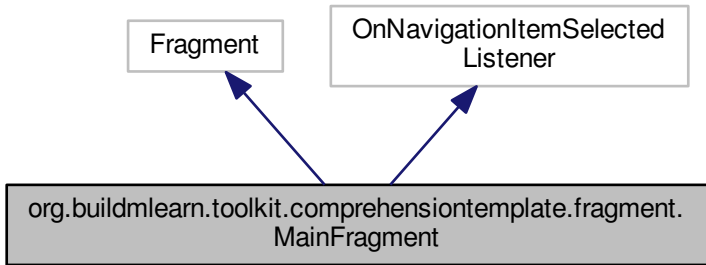 Fragment
OnNavigationItemSelected
Listener
org.buildmlearn.toolkit.comprehensiontemplate.fragment.
MainFragment